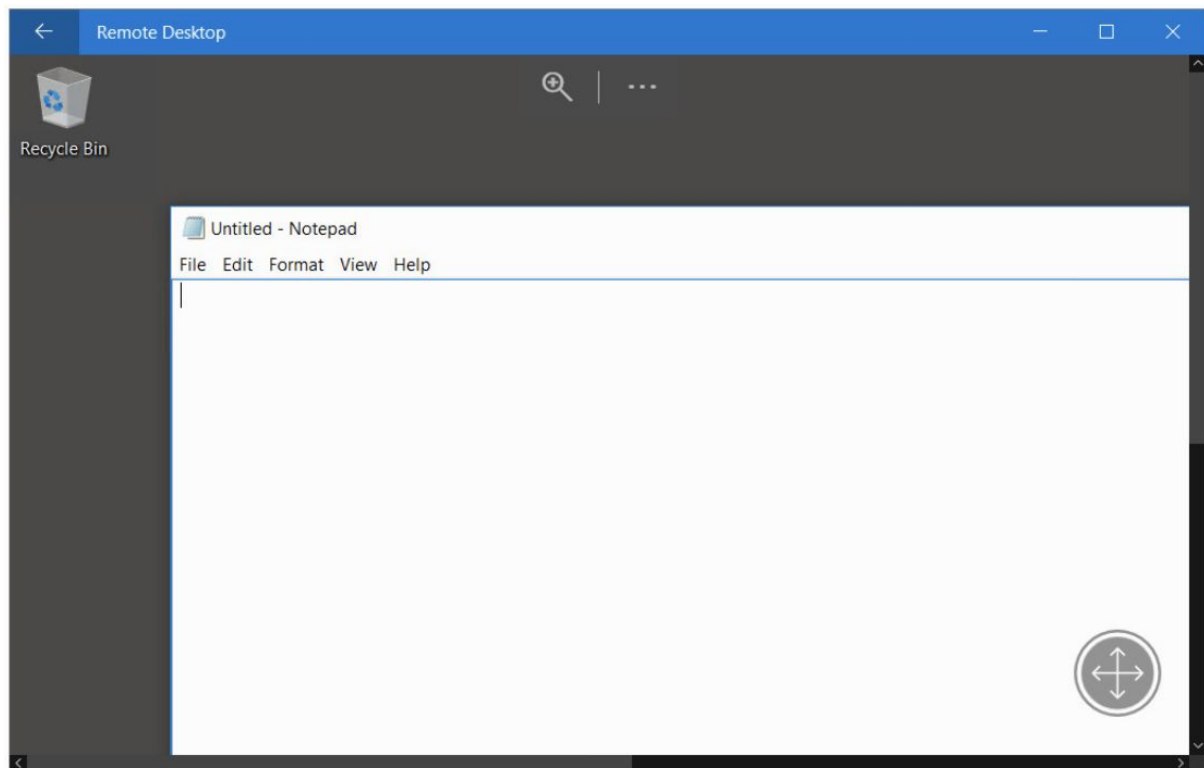 Remote Desktop
Recycle Bin
Untitled - Notepad
File Edit Format View Help